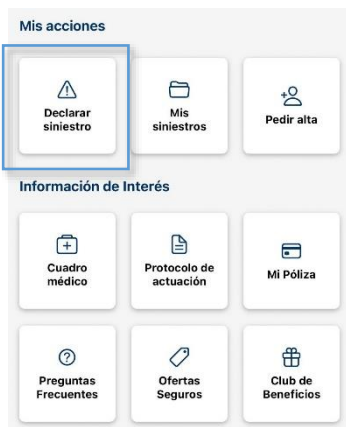 Mis acciones
Declarar
siniestro
Mis
siniestros
Pedir alta
Información de Interés
Cuadro
médico
Protocolo de
actuación
Mi Póliza
Preguntas
Frecuentes
Ofertas
Seguros
Club de
Beneficios